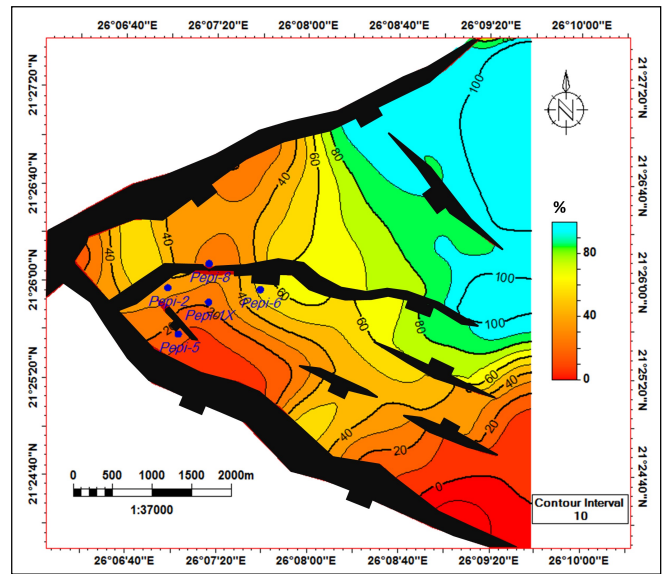 26°06'40"E 26°07'20"E 26°08'00"E 26°08'40"E 26°09'20"E 26°10'00"E
21°27'20"N 21°27'20"N
100
N
21°26'40"N 21°26'40"N
40 60 80
%
80
40
60
40
20
0
40
Pepi-8
21°26'00"N 21°26'00"N
100
Pepi-2 Pepi-6 60
Pepi-1X
100
60 80
Pepi-5
21°25'20"N 21°25'20"N
60 40
20
40
20
21°24'40"N 21°24'40"N
0
0 500 1000 1500 2000m
1:37000
Contour Interval
10
26°06'40"E 26°07'20"E 26°08'00"E 26°08'40"E 26°09'20"E 26°10'00"E